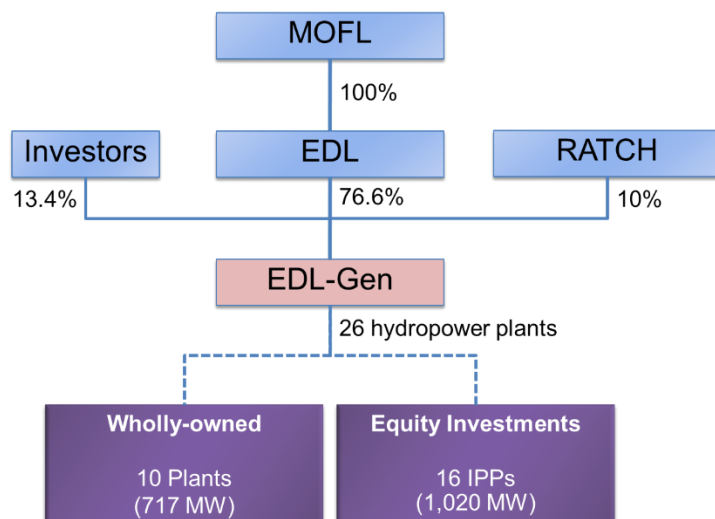 MOFL
100%
Investors
EDL
RATCH
13.4%
76.6%
10%
EDL-Gen
26 hydropower plants
Wholly-owned
10 Plants
(717 MW)
Equity Investments
16 IPPs
(1,020 MW)